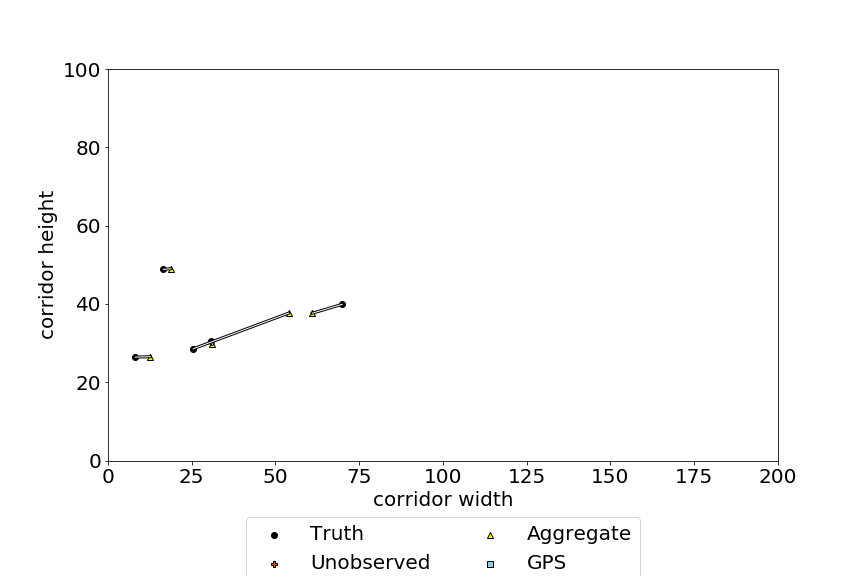 100
80
60
40
20
0
corridor height
0 25 50 75 100 125 150 175 200
corridor width
Truth Aggregate
Unobserved GPS